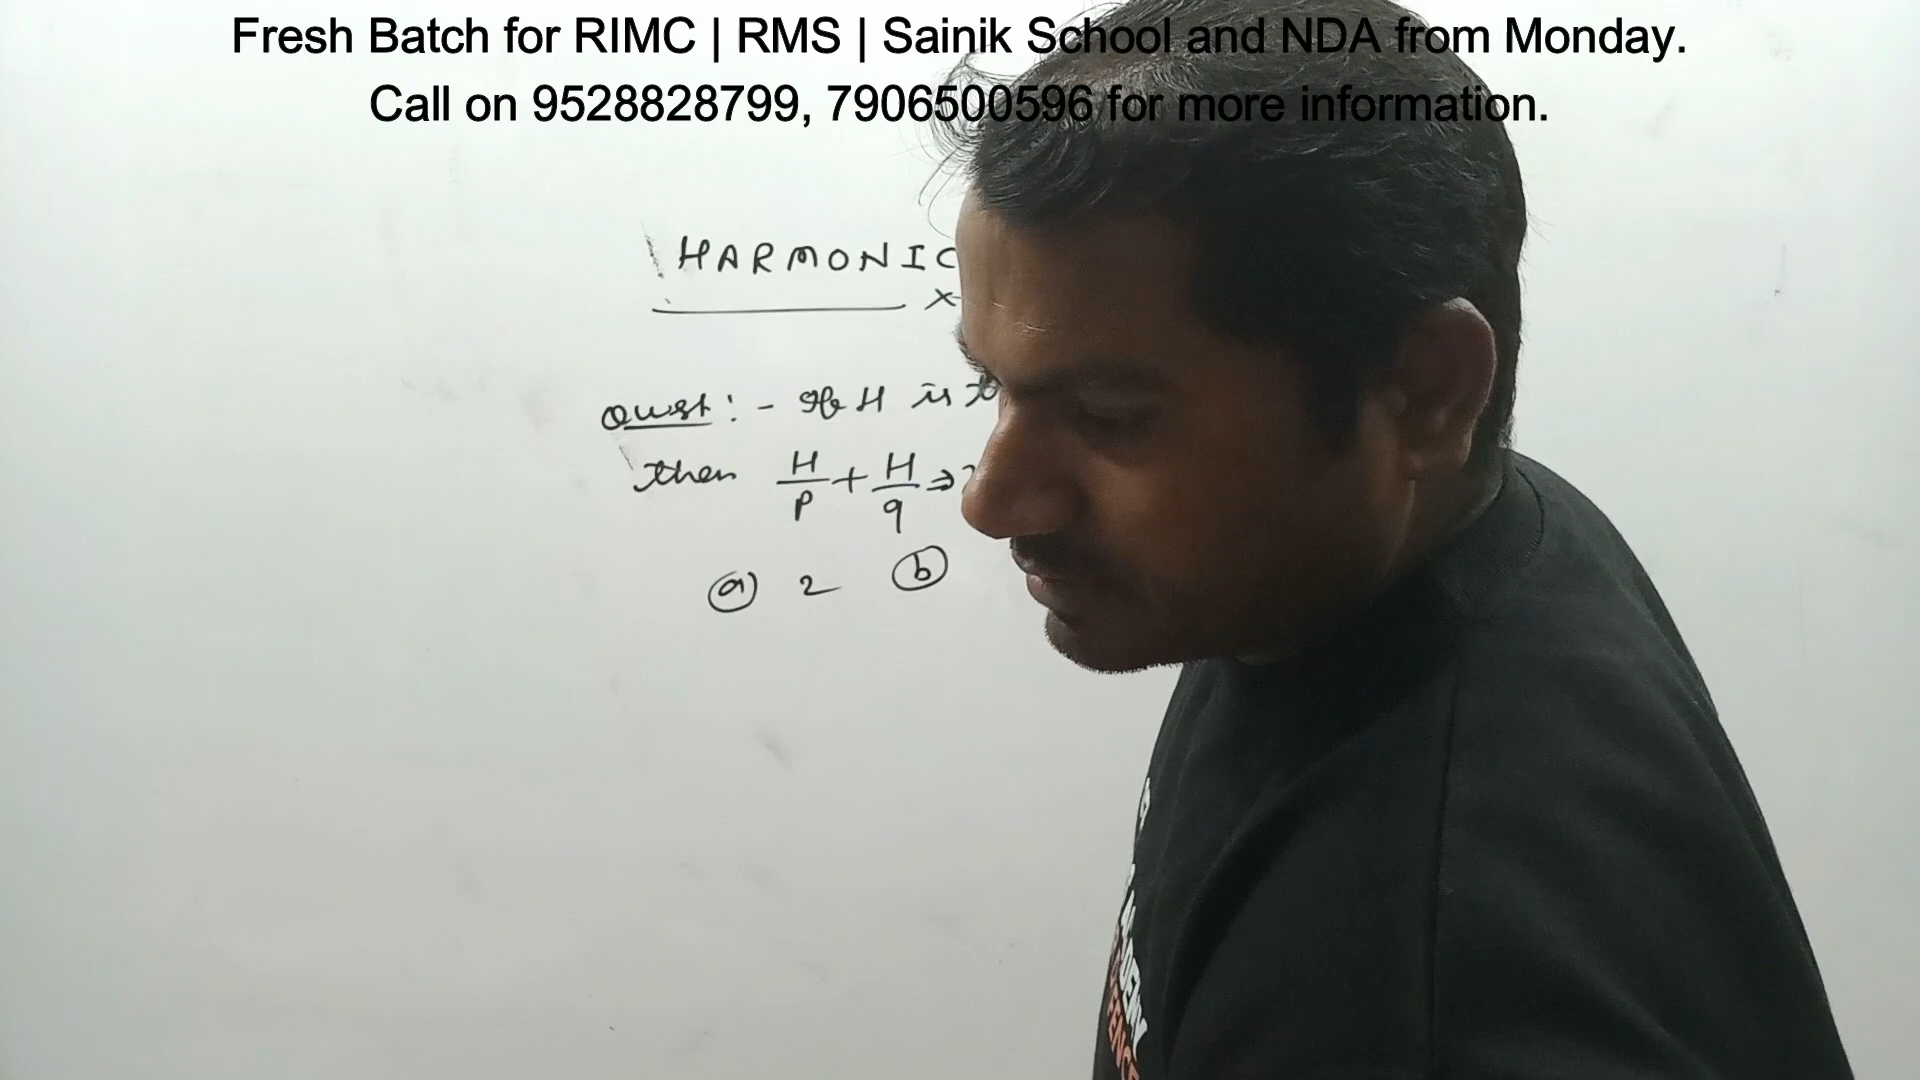 Fresh Batch for RIMC | RMS | Sainik School and NDA from Monday.
Call on 9528828799, 7906500596 for more information.
HARMONIC
x
Quest :- If H is
then H/p + H/q ⇒
(a) 2 (b)